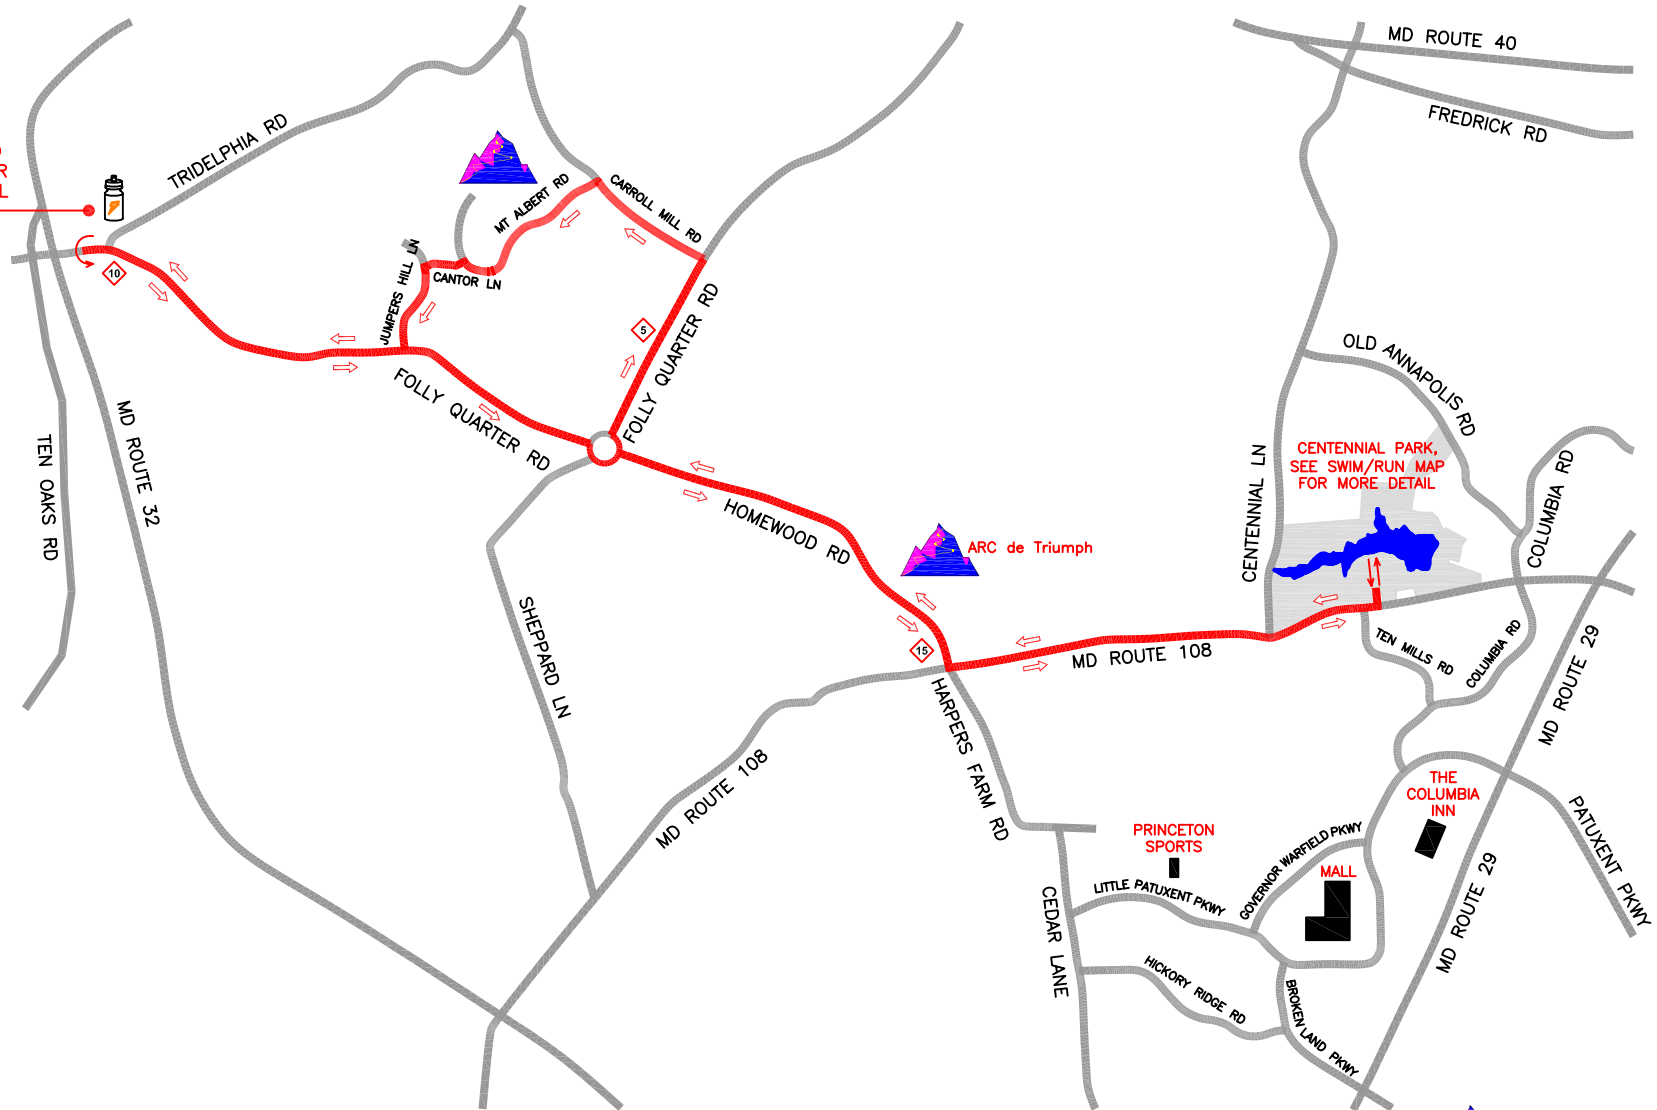 MD ROUTE 40
FREDRICK RD
TRIDELPHIA RD
R
L
10
MT ALBERT RD
CARROLL MILL RD
JUMPERS HILL LN
CANTOR LN
5
FOLLY QUARTER RD
FOLLY QUARTER RD
OLD ANNAPOLIS RD
CENTENNIAL PARK,
SEE SWIM/RUN MAP
FOR MORE DETAIL
CENTENNIAL LN
COLUMBIA RD
TEN OAKS RD
MD ROUTE 32
HOMEWOOD RD
ARC de Triumph
SHEPPARD LN
15
MD ROUTE 108
TEN MILLS RD
COLUMBIA RD
MD ROUTE 29
HARPERS FARM RD
MD ROUTE 108
THE
COLUMBIA
INN
PATUXENT PKWY
PRINCETON
SPORTS
GOVERNOR WARFIELD PKWY
MALL
LITTLE PATUXENT PKWY
MD ROUTE 29
CEDAR LANE
HICKORY RIDGE RD
BROKEN LAND PKWY